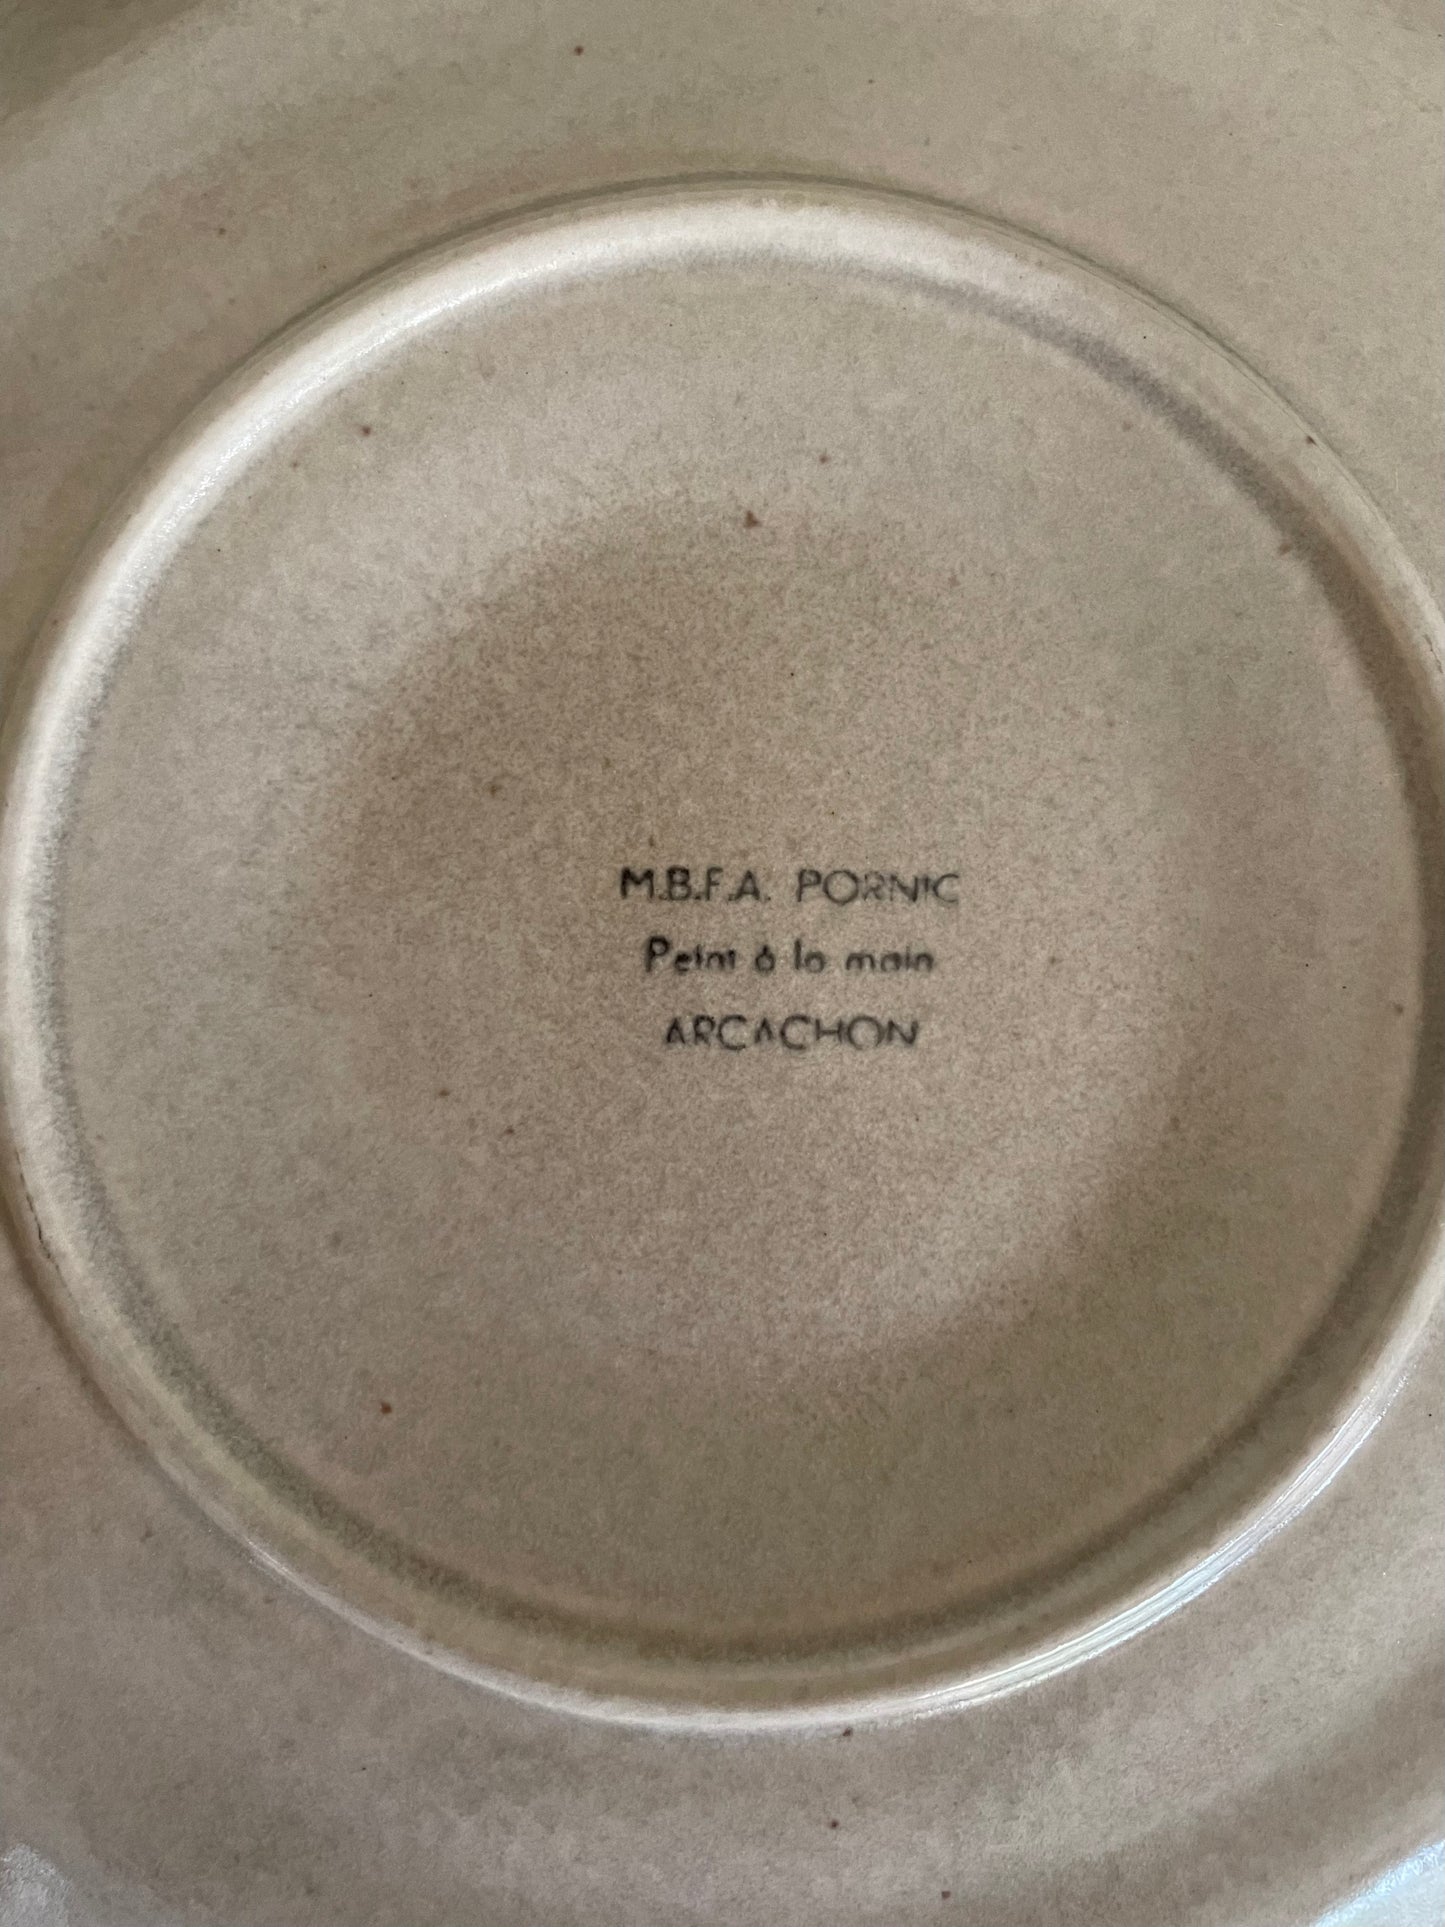 M.B.F.A. PORNIC
Peint à la main
ARCACHON